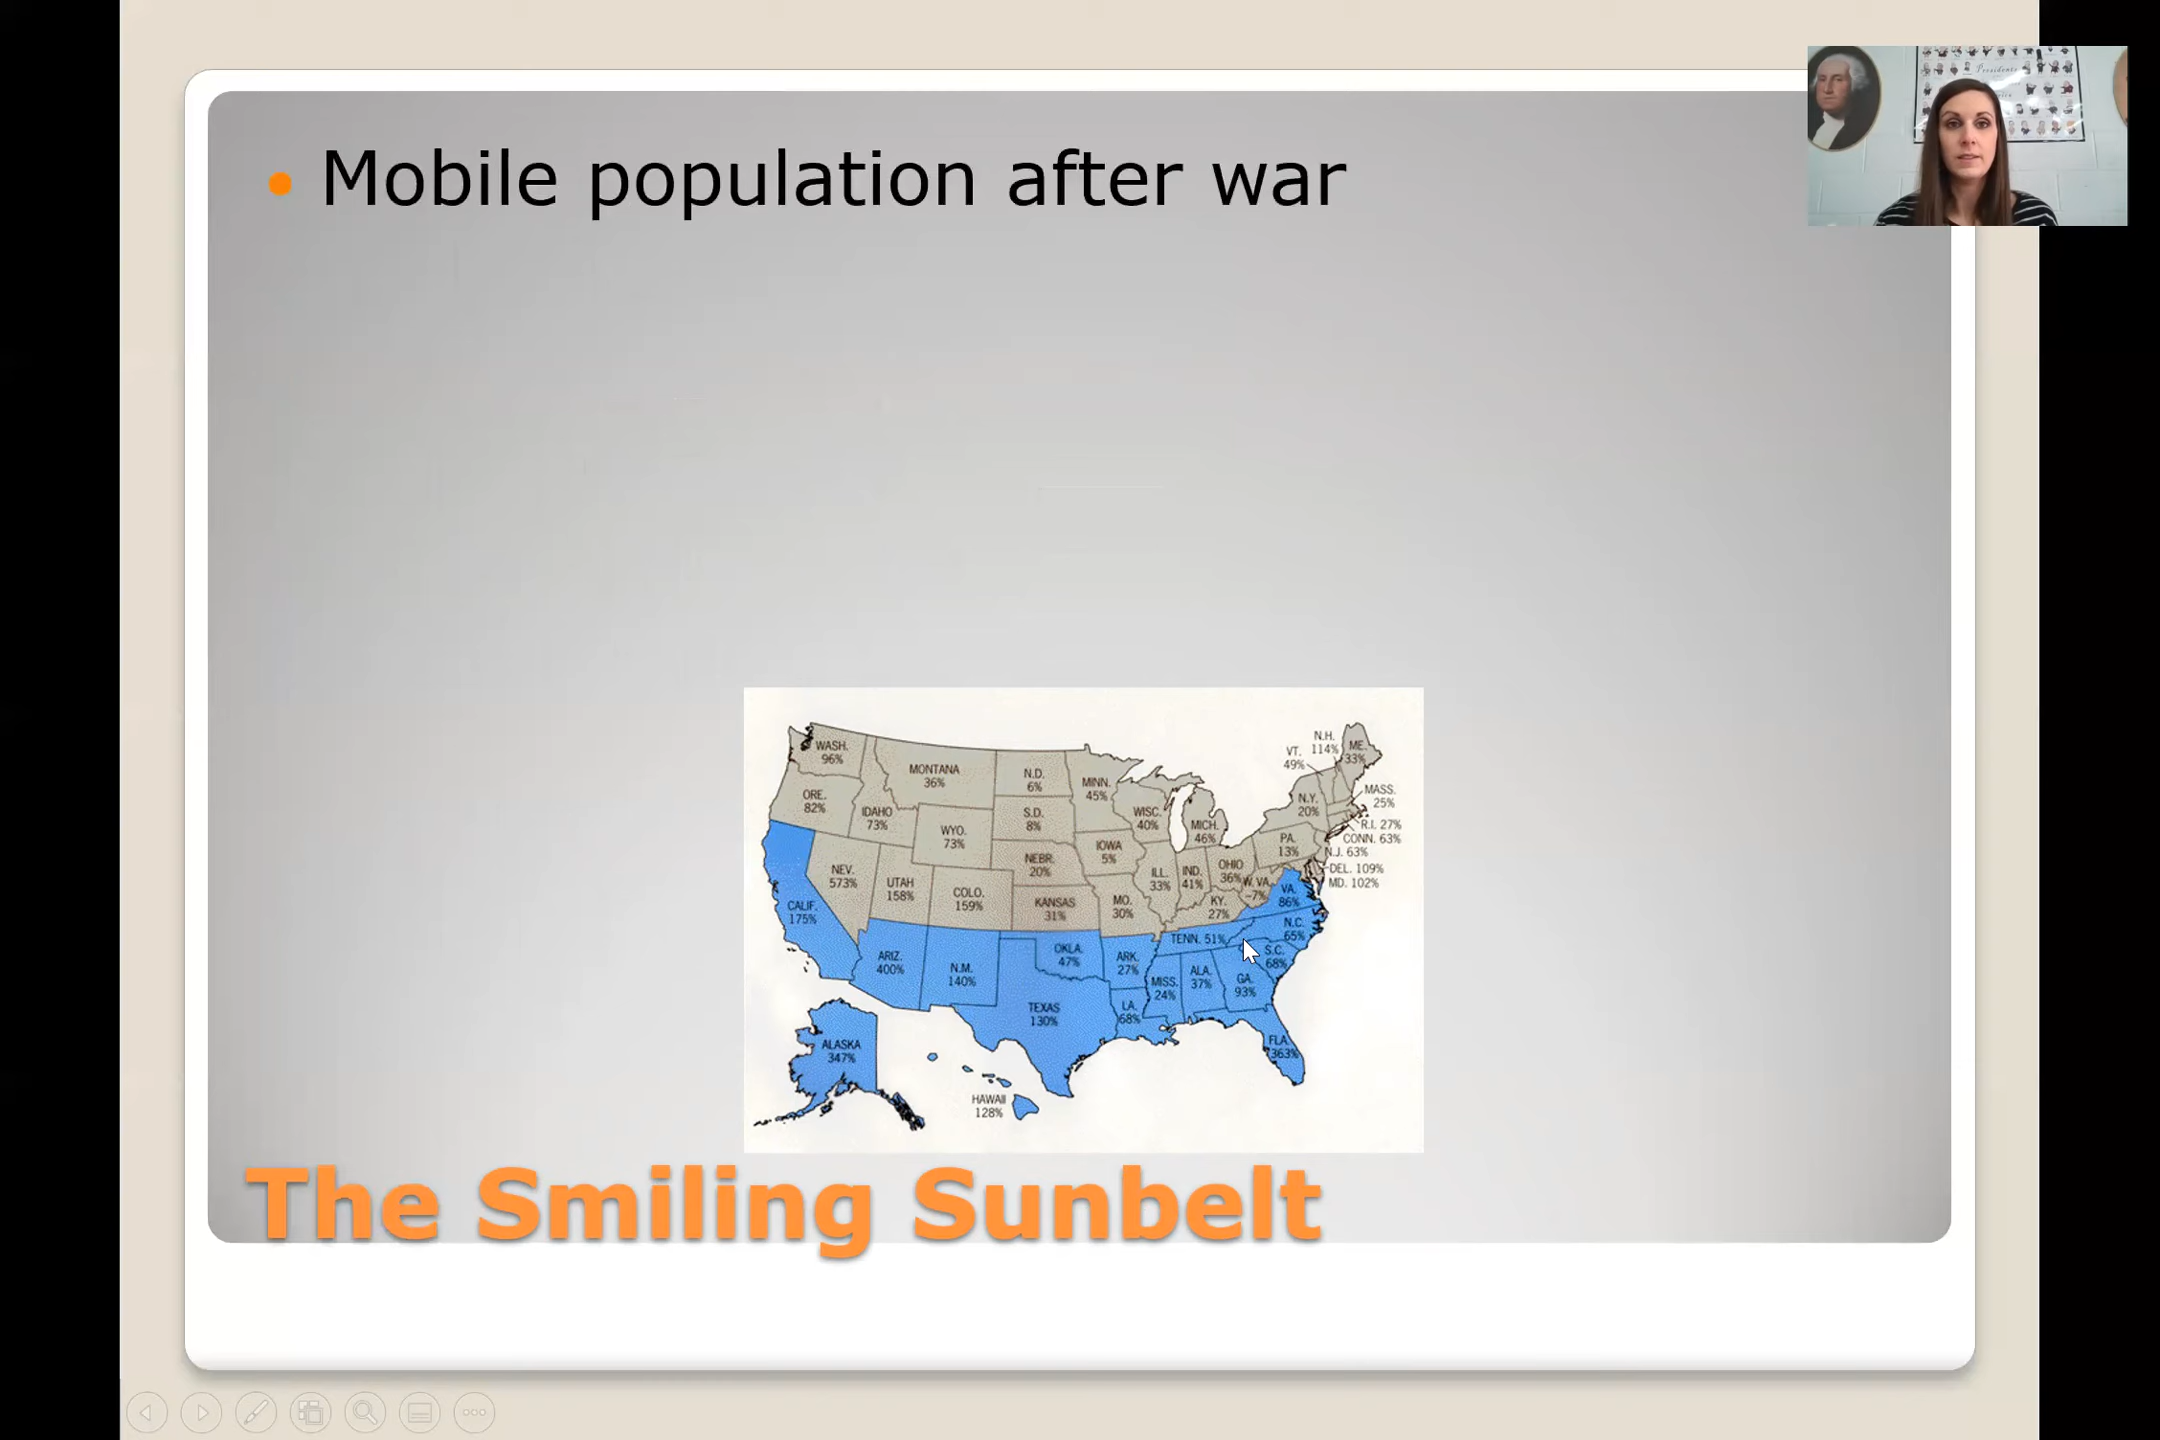 Presidents
Mobile population after war
WASH.
96%
ORE.
82%
CALIF.
175%
NEV.
573%
IDAHO
73%
MONTANA
36%
WYO.
73%
UTAH
158%
COLO.
159%
ARIZ.
400%
N.M.
140%
N.D.
6%
S.D.
8%
NEBR.
20%
KANSAS
31%
OKLA.
47%
TEXAS
130%
MINN.
45%
IOWA
5%
MO.
30%
ARK.
27%
LA.
68%
WISC.
40%
ILL.
33%
MICH.
46%
IND.
41%
OHIO
36%
KY.
27%
TENN. 51%
MISS.
24%
ALA.
37%
GA.
93%
FLA.
363%
S.C.
68%
N.C.
65%
VA.
86%
W. VA.
-7%
PA.
13%
N.Y.
20%
VT.
49%
N.H.
114%
ME.
33%
MASS.
25%
R.I. 27%
CONN. 63%
N.J. 63%
DEL. 109%
MD. 102%
ALASKA
347%
HAWAII
128%
The Smiling Sunbelt